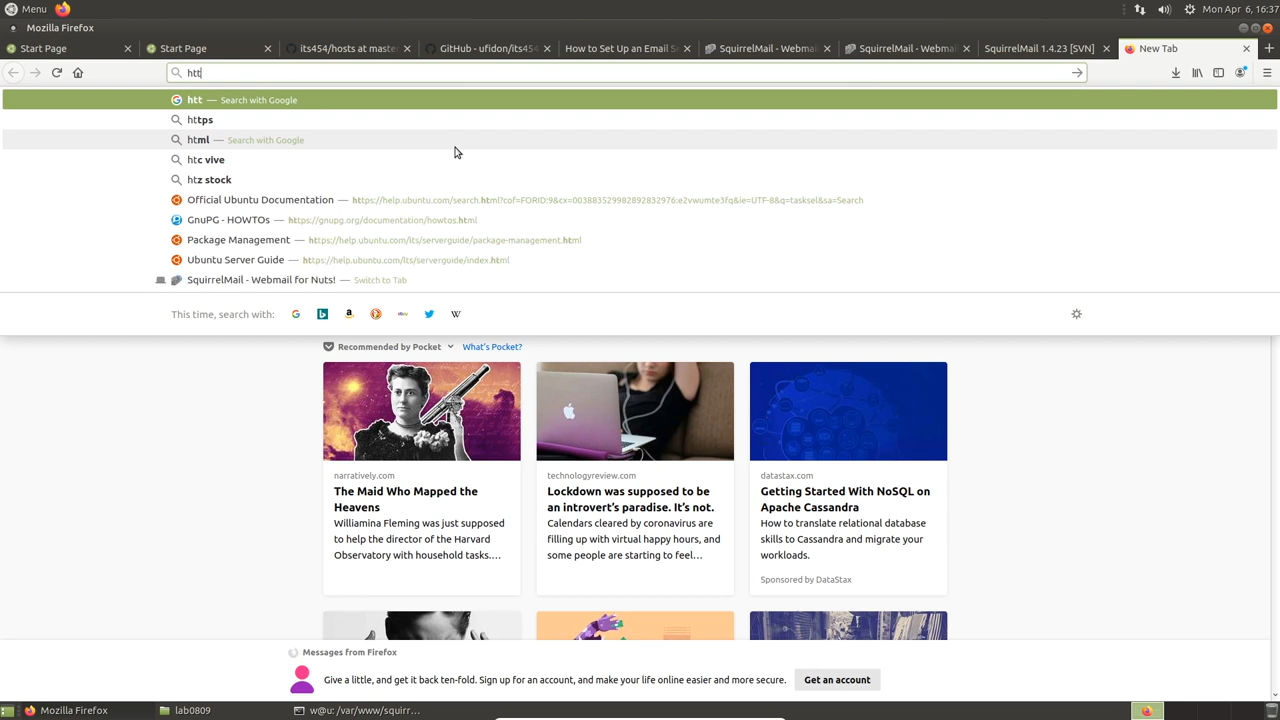 Menu
Mon Apr 6, 16:37
Mozilla Firefox
Start Page
Start Page
its454/hosts at master
GitHub - ufidon/its454
How to Set Up an Email S
SquirrelMail - Webmail
SquirrelMail - Webmail
SquirrelMail 1.4.23 [SVN]
New Tab
htt
htt — Search with Google
https
html — Search with Google
htc vive
htz stock
Official Ubuntu Documentation — https://help.ubuntu.com/search.html?cof=FORID:9&cx=003883529982892832976:e2vwumte3fq&ie=UTF-8&q=tasksel&sa=Search
GnuPG - HOWTOs — https://gnupg.org/documentation/howtos.html
Package Management — https://help.ubuntu.com/lts/serverguide/package-management.html
Ubuntu Server Guide — https://help.ubuntu.com/lts/serverguide/index.html
SquirrelMail - Webmail for Nuts! — Switch to Tab
This time, search with:
Recommended by Pocket
What's Pocket?
narratively.com
The Maid Who Mapped the
Heavens
Williamina Fleming was just supposed
to help the director of the Harvard
Observatory with household tasks.…
technologyreview.com
Lockdown was supposed to be
an introvert's paradise. It's not.
Calendars cleared by coronavirus are
filling up with virtual happy hours, and
some people are starting to feel…
datastax.com
Getting Started With NoSQL on
Apache Cassandra
How to translate relational database
skills to Cassandra and migrate your
workloads.
Sponsored by DataStax
Messages from Firefox
Give a little, and get it back ten-fold. Sign up for an account, and make your life online easier and more secure.
Get an account
Mozilla Firefox
lab0809
w@u: /var/www/squirr...